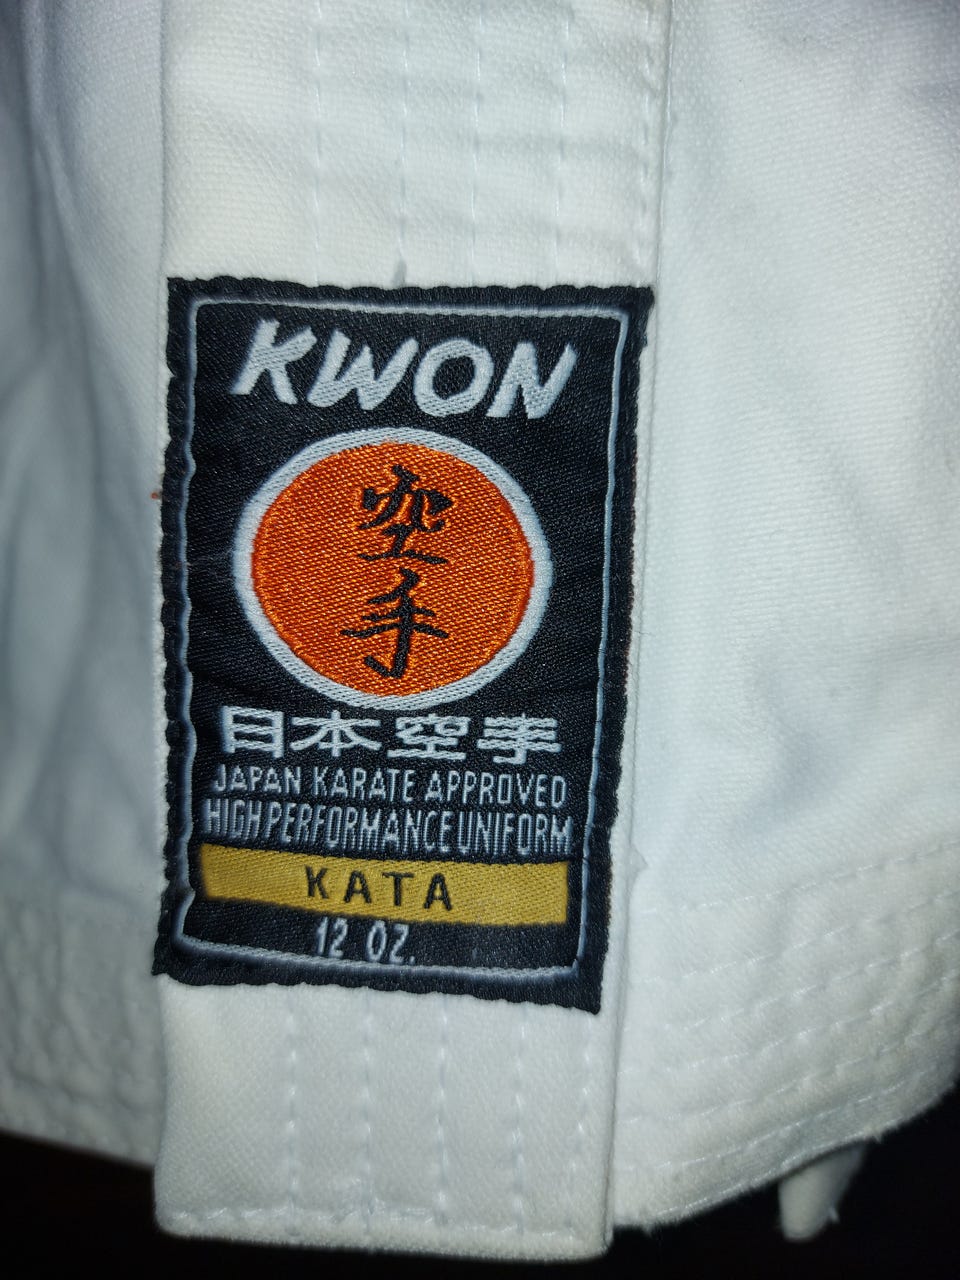 KWON
空
手
日本空手
JAPAN KARATE APPROVED
HIGH PERFORMANCE UNIFORM
KATA
12 OZ.